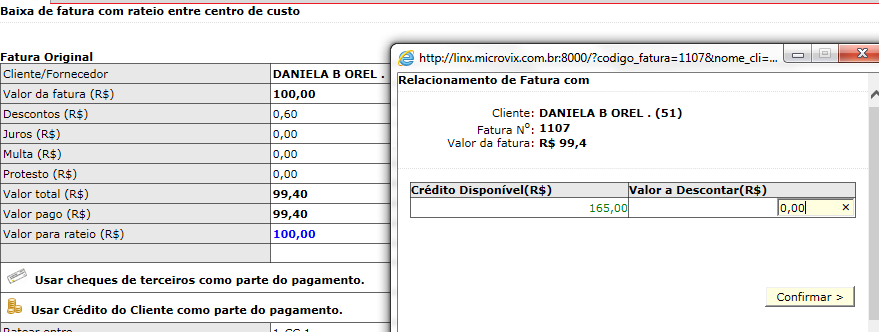 Baixa de fatura com rateio entre centro de custo
Fatura Original
Cliente/Fornecedor DANIELA B OREL .
Valor da fatura (R$) 100,00
Descontos (R$) 0,60
Juros (R$) 0,00
Multa (R$) 0,00
Protesto (R$) 0,00
Valor total (R$) 99,40
Valor pago (R$) 99,40
Valor para rateio (R$) 100,00
Usar cheques de terceiros como parte do pagamento.
Usar Crédito do Cliente como parte do pagamento.
Ratear entre 1-CC 1
http://linx.microvix.com.br:8000/?codigo_fatura=1107&nome_cli=...
Relacionamento de Fatura com
Cliente: DANIELA B OREL . (51)
Fatura Nº: 1107
Valor da fatura: R$ 99,4
Crédito Disponível(R$) Valor a Descontar(R$)
165,00 0,00
Confirmar >